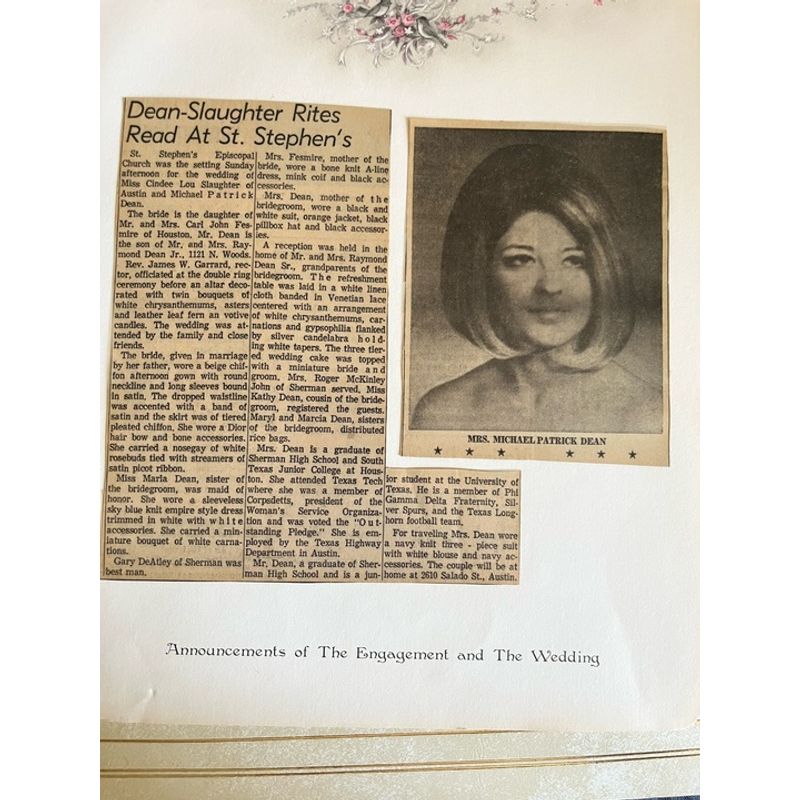 Dean-Slaughter Rites
Read At St. Stephen's
St. Stephen's Episcopal
Church was the setting Sunday
afternoon for the wedding of
Miss Cindee Lou Slaughter of
Austin and Michael Patrick
Dean.
The bride is the daughter of
Mr. and Mrs. Carl John Fes-
mire of Houston. Mr. Dean is
the son of Mr. and Mrs. Ray-
mond Dean Jr., 1121 N. Woods.
Rev. James W. Garrard, rec-
tor, officiated at the double ring
ceremony before an altar deco-
rated with twin bouquets of
white chrysanthemums, asters
and leather leaf fern an votive
candles. The wedding was at-
tended by the family and close
friends.
The bride, given in marriage
by her father, wore a beige chif-
fon afternoon gown with round
neckline and long sleeves bound
in satin. The dropped waistline
was accented with a band of
satin and the skirt was of tiered
pleated chiffon. She wore a Dior
hair bow and bone accessories.
She carried a nosegay of white
rosebuds tied with streamers of
satin picot ribbon.
Miss Marla Dean, sister of
the bridegroom, was maid of
honor. She wore a sleeveless
sky blue knit empire style dress
trimmed in white with white
accessories. She carried a min-
iature bouquet of white carna-
tions.
Gary DeAtley of Sherman was
best man.
Mrs. Fesmire, mother of the
bride, wore a bone knit A-line
dress, mink coif and black ac-
cessories.
Mrs. Dean, mother of the
bridegroom, wore a black and
white suit, orange jacket, black
pillbox hat and black accessor-
ies.
A reception was held in the
home of Mr. and Mrs. Raymond
Dean Sr., grandparents of the
bridegroom. The refreshment
table was laid in a white linen
cloth banded in Venetian lace
centered with an arrangement
of white chrysanthemums, car-
nations and gypsophilia flanked
by silver candelabra hold-
ing white tapers. The three tier-
ed wedding cake was topped
with a miniature bride and
groom. Mrs. Roger McKinley
John of Sherman served. Miss
Kathy Dean, cousin of the bride-
groom, registered the guests.
Maryl and Marcia Dean, sisters
of the bridegroom, distributed
rice bags.
Mrs. Dean is a graduate of
Sherman High School and South
Texas Junior College at Hous-
ton. She attended Texas Tech
where she was a member of
Corpsdetts, president of the
Woman's Service Organiza-
tion and was voted the "Out-
standing Pledge." She is em-
ployed by the Texas Highway
Department in Austin.
Mr. Dean, a graduate of Sher-
man High School and is a jun-
ior student at the University of
Texas. He is a member of Phi
Gamma Delta Fraternity, Sil-
ver Spurs, and the Texas Long-
horn football team.
For traveling Mrs. Dean wore
a navy knit three - piece suit
with white blouse and navy ac-
cessories. The couple will be at
home at 2610 Salado St., Austin.
MRS. MICHAEL PATRICK DEAN
Announcements of The Engagement and The Wedding